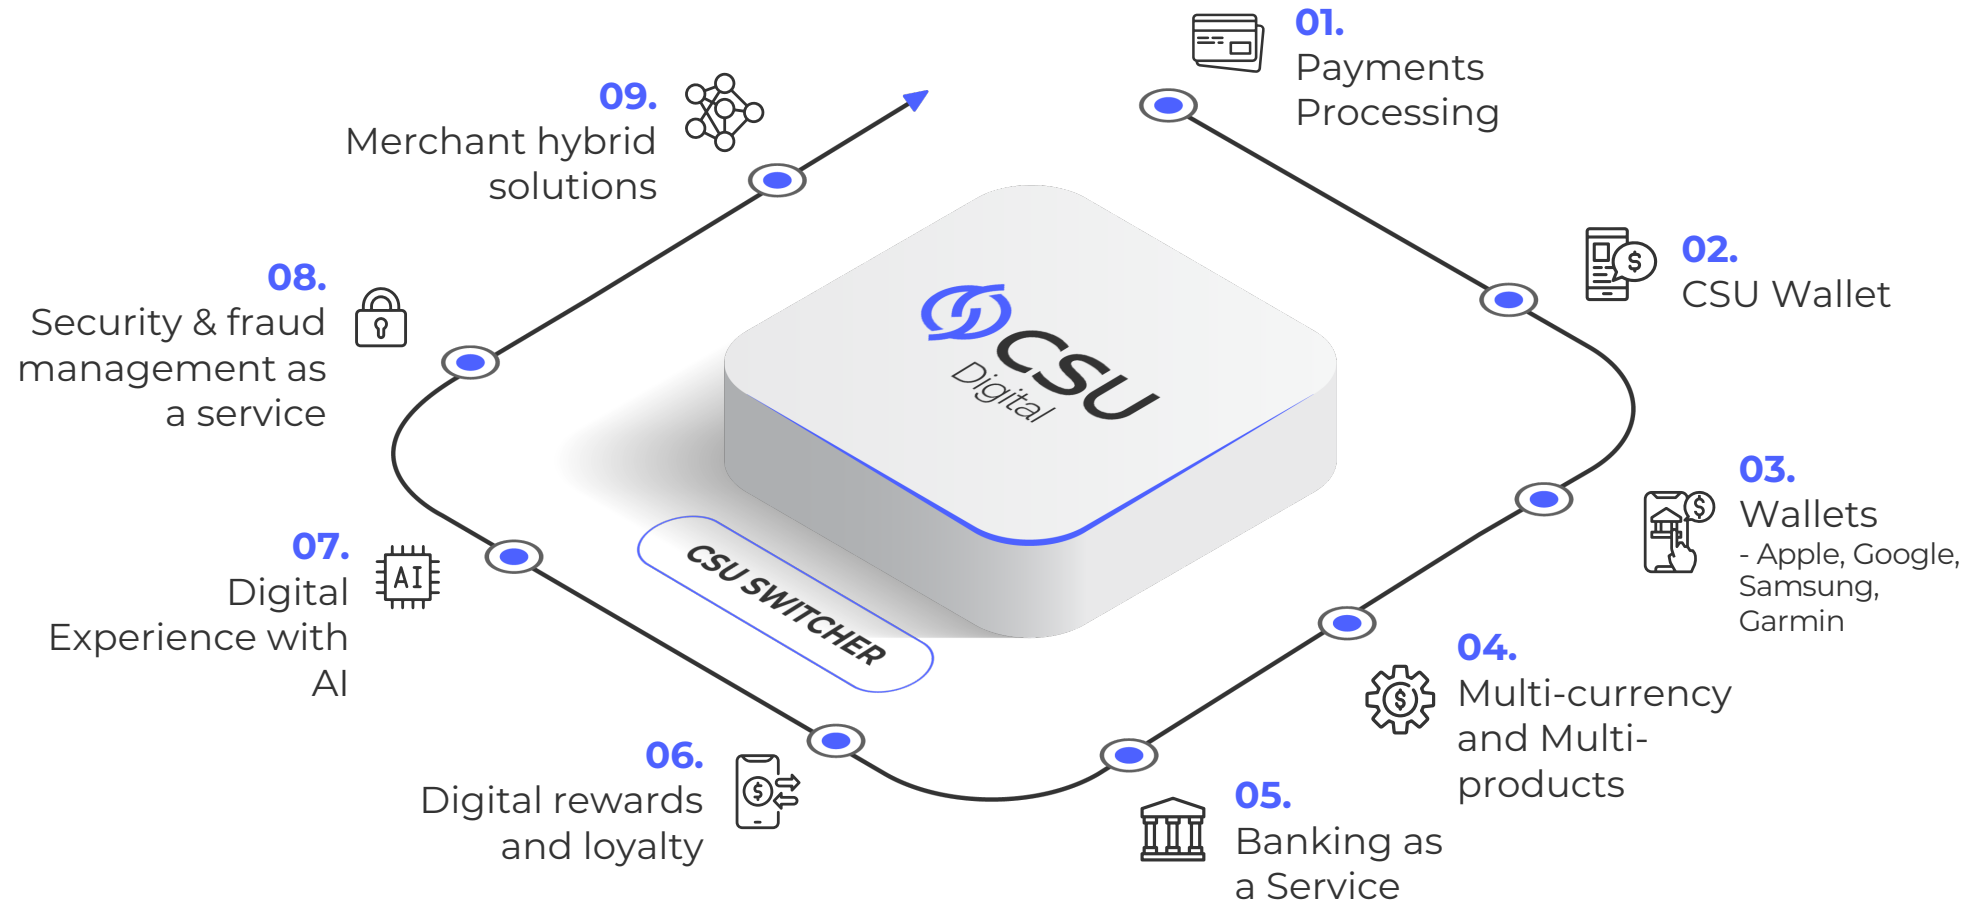 01.
Payments
Processing
02.
CSU Wallet
03.
Wallets
- Apple, Google,
Samsung,
Garmin
04.
Multi-currency
and Multi-
products
05.
Banking as
a Service
06.
Digital rewards
and loyalty
07.
Digital
Experience with
AI
AI
08.
Security & fraud
management as
a service
09.
Merchant hybrid
solutions
CSU
Digital
CSU SWITCHER
$
$
$
$